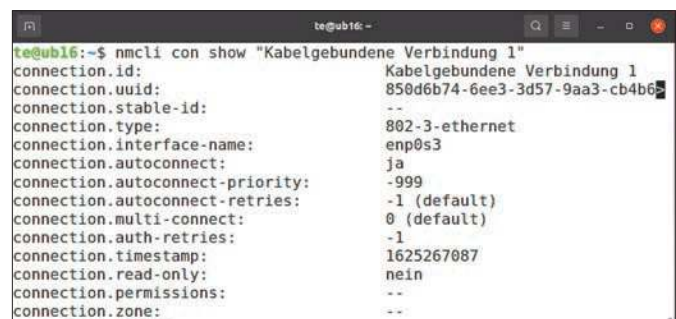 te@ub16: ~
te@ub16:~$ nmcli con show "Kabelgebundene Verbindung 1"
connection.id: Kabelgebundene Verbindung 1
connection.uuid: 850d6b74-6ee3-3d57-9aa3-cb4b6>
connection.stable-id: --
connection.type: 802-3-ethernet
connection.interface-name: enp0s3
connection.autoconnect: ja
connection.autoconnect-priority: -999
connection.autoconnect-retries: -1 (default)
connection.multi-connect: 0 (default)
connection.auth-retries: -1
connection.timestamp: 1625267087
connection.read-only: nein
connection.permissions: --
connection.zone: --